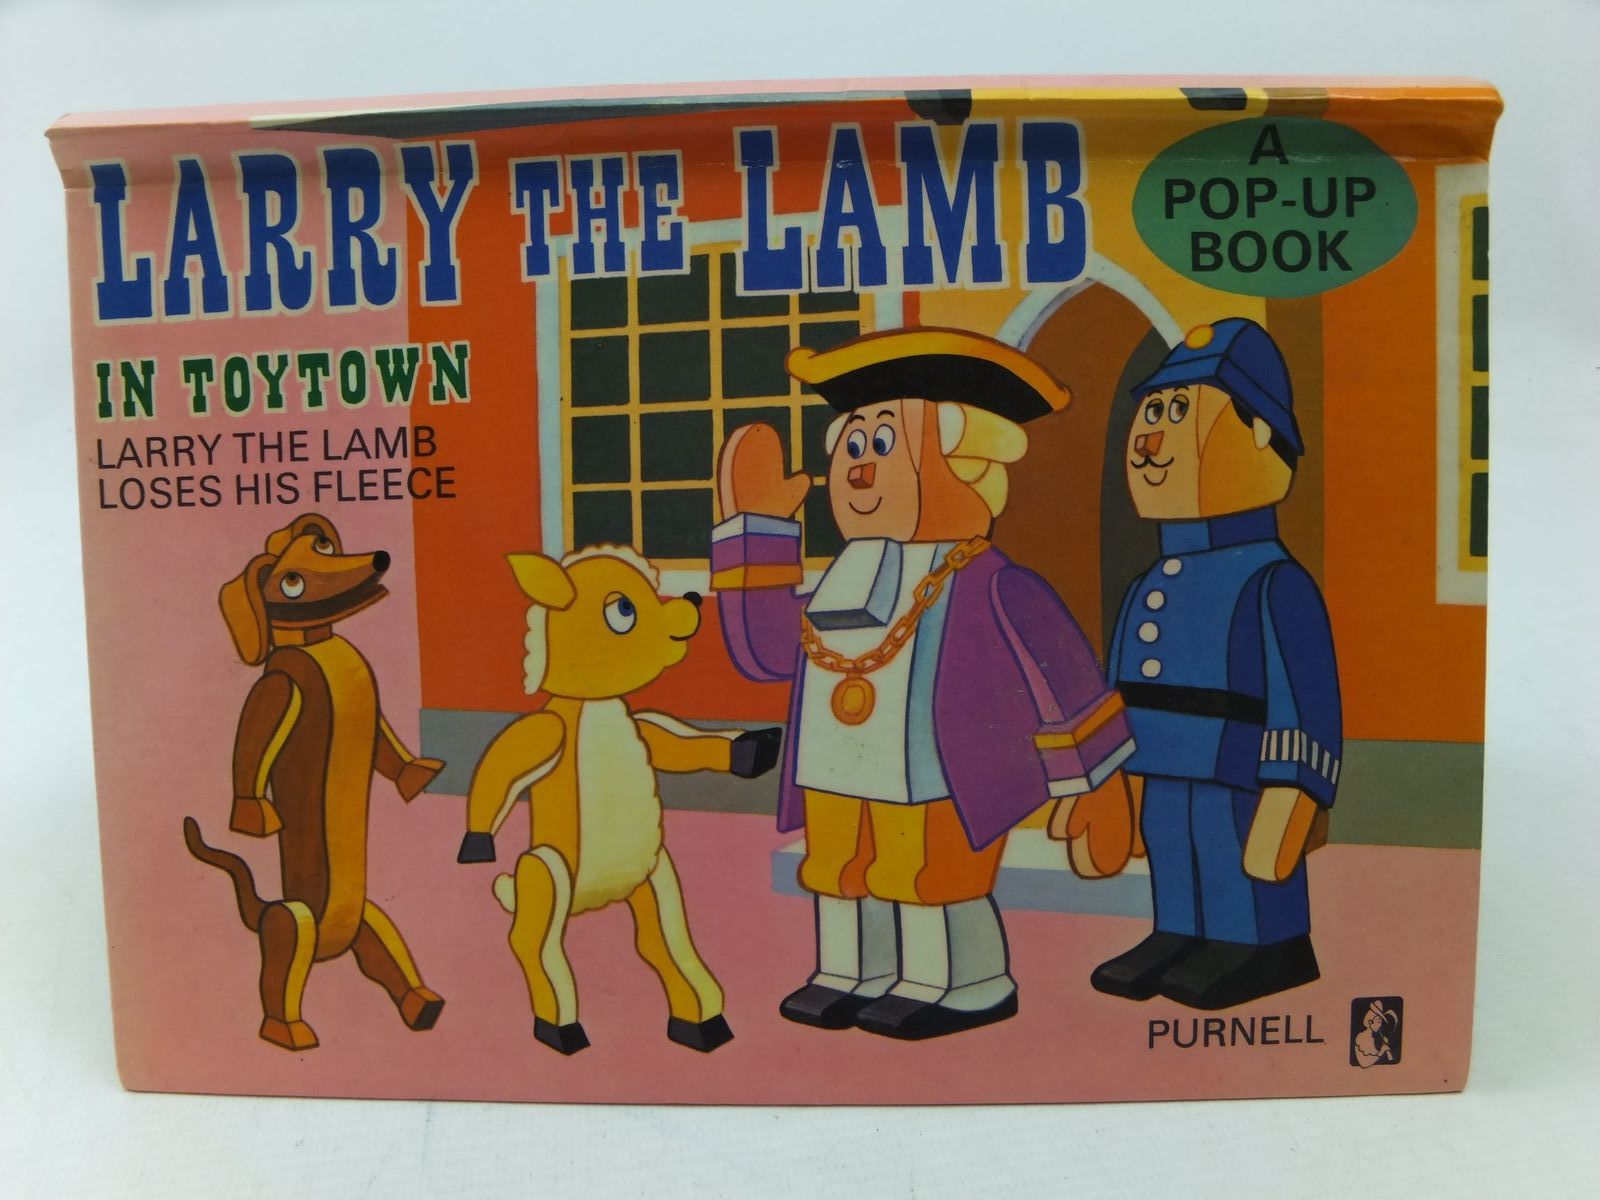 LARRY THE LAMB
A
POP-UP
BOOK
IN TOYTOWN
LARRY THE LAMB
LOSES HIS FLEECE
PURNELL